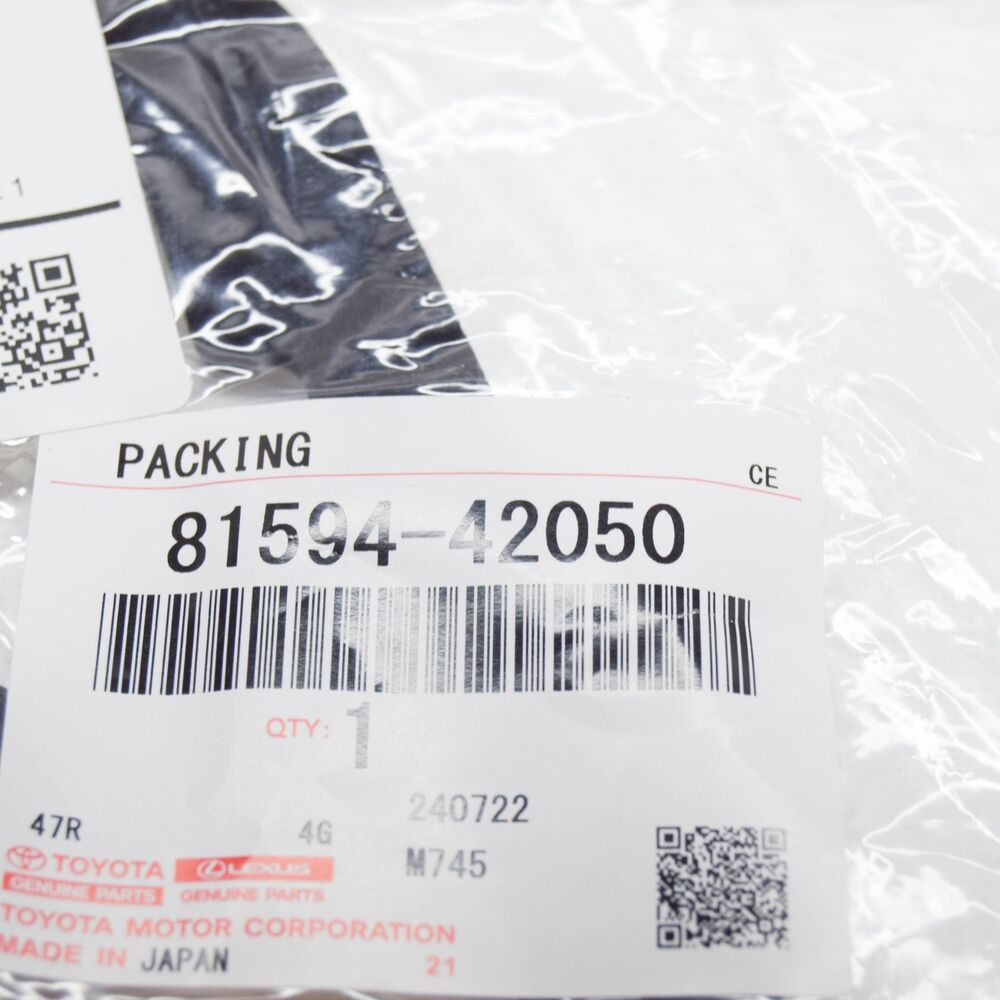 1
PACKING
CE
81594-42050
QTY: 1
240722
47R 4G
M745
TOYOTA LEXUS
GENUINE PARTS GENUINE PARTS
TOYOTA MOTOR CORPORATION
MADE IN JAPAN 21